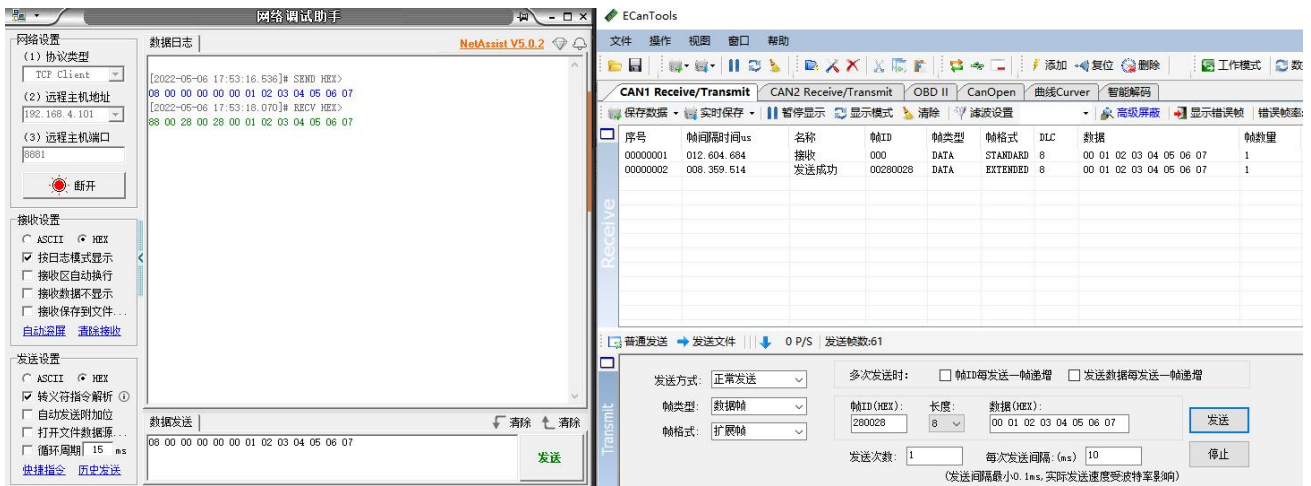 网络调试助手
网络设置
(1) 协议类型
TCP Client
(2) 远程主机地址
192.168.4.101
(3) 远程主机端口
8881
断开
接收设置
ASCII HEX
按日志模式显示
接收区自动换行
接收数据不显示
接收保存到文件...
自动滚屏 清除接收
发送设置
ASCII HEX
转义符指令解析
自动发送附加位
打开文件数据源...
循环周期 15 ms
快捷指令 历史发送
数据日志 NetAssist V5.0.2
[2022-05-06 17:53:16.536]# SEND HEX>
08 00 00 00 00 00 01 02 03 04 05 06 07
[2022-05-06 17:53:18.070]# RECV HEX>
88 00 28 00 28 00 01 02 03 04 05 06 07
数据发送 清除 清除
08 00 00 00 00 00 01 02 03 04 05 06 07
发送
ECanTools
文件 操作 视图 窗口 帮助
添加 复位 删除 工作模式 数
CAN1 Receive/Transmit CAN2 Receive/Transmit OBD II CanOpen 曲线Curver 智能解码
保存数据 实时保存 暂停显示 显示模式 清除 滤波设置 高级屏蔽 显示错误帧 错误帧率:
序号 帧间隔时间us 名称 帧ID 帧类型 帧格式 DLC 数据 帧数量
00000001 012.604.684 接收 000 DATA STANDARD 8 00 01 02 03 04 05 06 07 1
00000002 008.359.514 发送成功 00280028 DATA EXTENDED 8 00 01 02 03 04 05 06 07 1
Receive
普通发送 发送文件 0 P/S 发送帧数:61
Transmit
发送方式: 正常发送 多次发送时: 帧ID每发送一帧递增 发送数据每发送一帧递增
帧类型: 数据帧 帧ID(HEX): 长度: 数据(HEX):
帧格式: 扩展帧 280028 8 00 01 02 03 04 05 06 07 发送
发送次数: 1 每次发送间隔:(ms) 10 停止
(发送间隔最小0.1ms,实际发送速度受波特率影响)